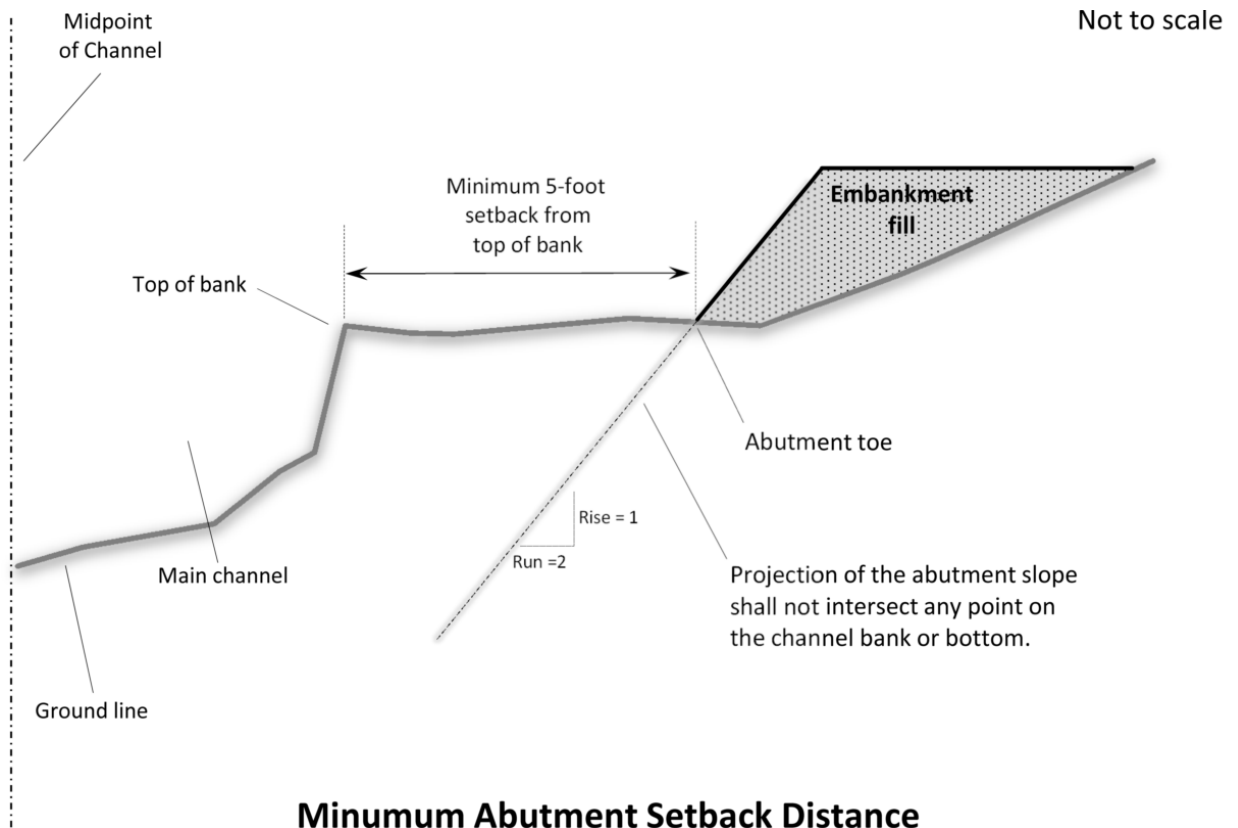 Midpoint
of Channel
Not to scale
Minimum 5-foot
setback from
top of bank
Embankment
fill
Top of bank
Abutment toe
Rise = 1
Run =2
Main channel
Projection of the abutment slope
shall not intersect any point on
the channel bank or bottom.
Ground line
Minumum Abutment Setback Distance